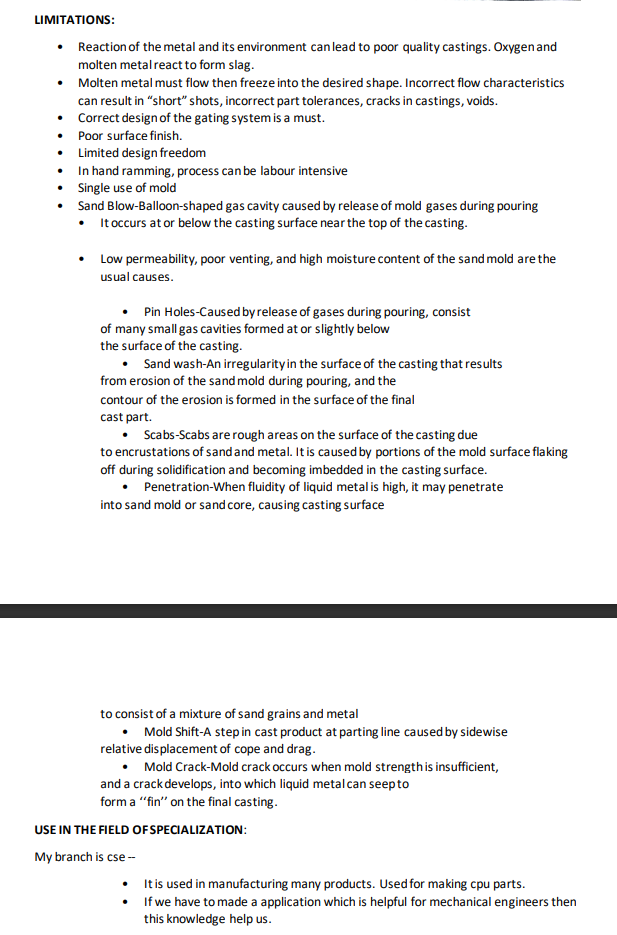 LIMITATIONS:
• Reaction of the metal and its environment can lead to poor quality castings. Oxygen and
molten metal react to form slag.
• Molten metal must flow then freeze into the desired shape. Incorrect flow characteristics
can result in “short” shots, incorrect part tolerances, cracks in castings, voids.
• Correct design of the gating system is a must.
• Poor surface finish.
• Limited design freedom
• In hand ramming, process can be labour intensive
• Single use of mold
• Sand Blow-Balloon-shaped gas cavity caused by release of mold gases during pouring
• It occurs at or below the casting surface near the top of the casting.
• Low permeability, poor venting, and high moisture content of the sand mold are the
usual causes.
• Pin Holes-Caused by release of gases during pouring, consist
of many small gas cavities formed at or slightly below
the surface of the casting.
• Sand wash-An irregularity in the surface of the casting that results
from erosion of the sand mold during pouring, and the
contour of the erosion is formed in the surface of the final
cast part.
• Scabs-Scabs are rough areas on the surface of the casting due
to encrustations of sand and metal. It is caused by portions of the mold surface flaking
off during solidification and becoming imbedded in the casting surface.
• Penetration-When fluidity of liquid metal is high, it may penetrate
into sand mold or sand core, causing casting surface
to consist of a mixture of sand grains and metal
• Mold Shift-A step in cast product at parting line caused by sidewise
relative displacement of cope and drag.
• Mold Crack-Mold crack occurs when mold strength is insufficient,
and a crack develops, into which liquid metal can seep to
form a ‘‘fin’’ on the final casting.
USE IN THE FIELD OF SPECIALIZATION:
My branch is cse --
• It is used in manufacturing many products. Used for making cpu parts.
• If we have to made a application which is helpful for mechanical engineers then
this knowledge help us.